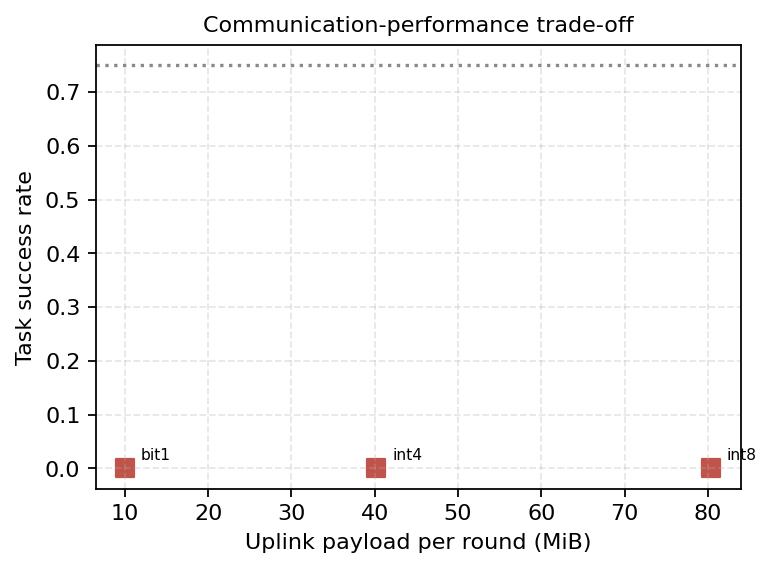 Communication-performance trade-off
Task success rate
0.7
0.6
0.5
0.4
0.3
0.2
0.1
0.0
bit1
int4
int8
10 20 30 40 50 60 70 80
Uplink payload per round (MiB)